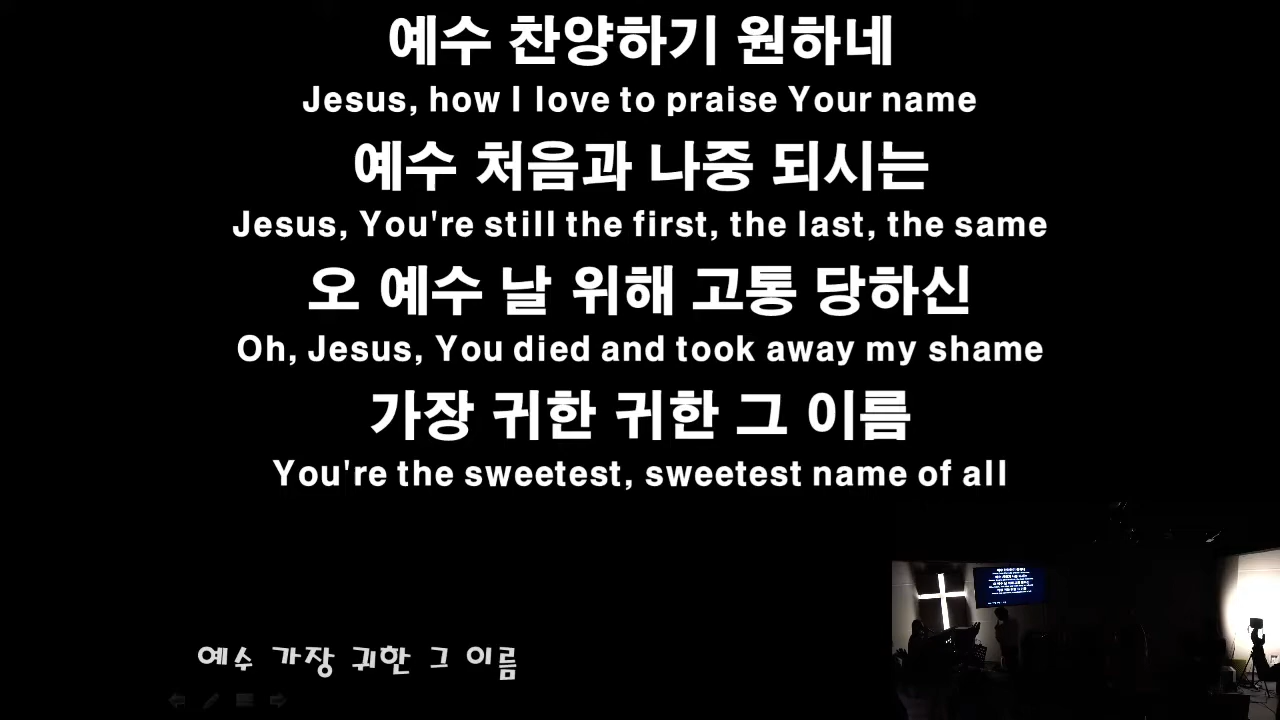 예수 찬양하기 원하네
Jesus, how I love to praise Your name
예수 처음과 나중 되시는
Jesus, You're still the first, the last, the same
오 예수 날 위해 고통 당하신
Oh, Jesus, You died and took away my shame
가장 귀한 귀한 그 이름
You're the sweetest, sweetest name of all
예수 가장 귀한 그 이름